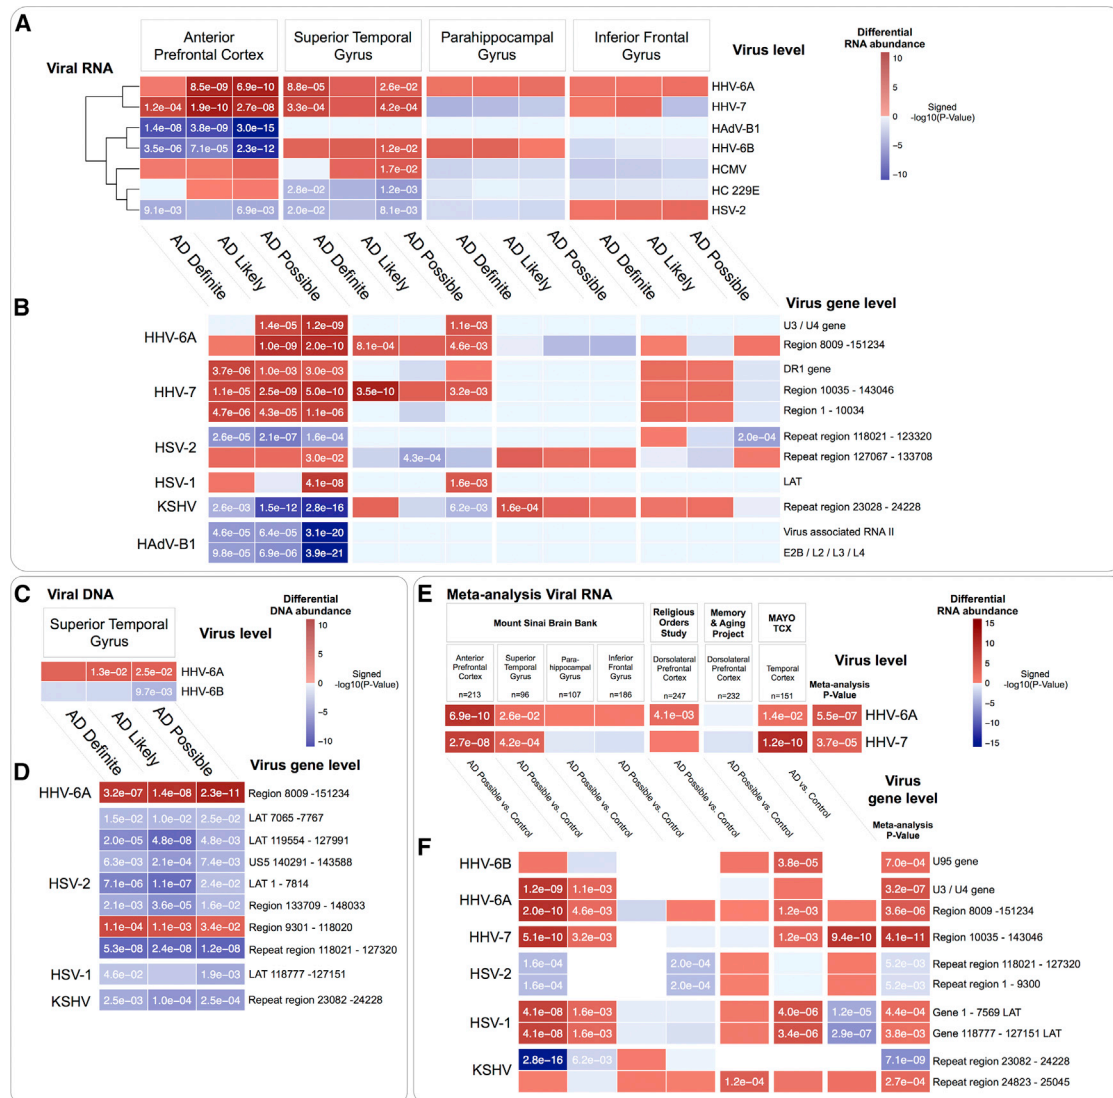 A
Anterior
Prefrontal Cortex
Superior Temporal
Gyrus
Parahippocampal
Gyrus
Inferior Frontal
Gyrus
Virus level
Differential
RNA abundance
Viral RNA
10
5
0
−5
−10
Signed
-log10(P-Value)
8.5e−09 6.9e−10 8.8e−05 2.6e−02 HHV-6A
1.2e−04 1.9e−10 2.7e−08 3.3e−04 4.2e−04 HHV-7
1.4e−08 3.8e−09 3.0e−15 HAdV-B1
3.5e−06 7.1e−05 2.3e−12 1.2e−02 HHV-6B
1.7e−02 HCMV
2.8e−02 1.2e−03 HC 229E
9.1e−03 6.9e−03 2.0e−02 8.1e−03 HSV-2
AD Definite AD Likely AD Possible AD Definite AD Likely AD Possible AD Definite AD Likely AD Possible AD Definite AD Likely AD Possible
B
Virus gene level
HHV-6A
1.4e−05 1.2e−09 1.1e−03 U3 / U4 gene
1.0e−09 2.0e−10 8.1e−04 4.6e−03 Region 8009 -151234
HHV-7
3.7e−06 1.0e−03 3.0e−03 DR1 gene
1.1e−05 2.5e−09 5.0e−10 3.5e−10 3.2e−03 Region 10035 - 143046
4.7e−06 4.3e−05 1.1e−06 Region 1 - 10034
HSV-2
2.6e−05 2.1e−07 1.6e−04 2.0e−04 Repeat region 118021 - 123320
3.0e−02 4.3e−04 Repeat region 127067 - 133708
HSV-1 4.1e−08 1.6e−03 LAT
KSHV 2.6e−03 1.5e−12 2.8e−16 6.2e−03 1.6e−04 Repeat region 23028 - 24228
HAdV-B1
4.6e−05 6.4e−05 3.1e−20 Virus associated RNA II
9.8e−05 6.9e−06 3.9e−21 E2B / L2 / L3 / L4
C
Viral DNA
Superior Temporal
Gyrus
Virus level
Differential
DNA abundance
10
5
0
−5
−10
Signed
-log10(P-Value)
1.3e−02 2.5e−02 HHV-6A
9.7e−03 HHV-6B
AD Definite AD Likely AD Possible
D
Virus gene level
HHV-6A 3.2e−07 1.4e−08 2.3e−11 Region 8009 -151234
HSV-2
1.5e−02 1.0e−02 2.5e−02 LAT 7065 -7767
2.0e−05 4.8e−08 4.8e−03 LAT 119554 - 127991
6.3e−03 2.1e−04 7.4e−03 US5 140291 - 143588
7.1e−06 1.1e−07 2.4e−02 LAT 1 - 7814
2.1e−03 3.6e−05 1.6e−02 Region 133709 - 148033
1.1e−04 1.1e−03 3.4e−02 Region 9301 - 118020
5.3e−08 2.4e−08 1.2e−08 Repeat region 118021 - 127320
HSV-1 4.6e−02 1.9e−03 LAT 118777 -127151
KSHV 2.5e−03 1.0e−04 2.5e−04 Repeat region 23082 -24228
E
Meta-analysis Viral RNA
Mount Sinai Brain Bank
Religious
Orders
Study
Memory
& Aging
Project
MAYO
TCX
Differential
RNA abundance
15
10
5
0
−5
−10
−15
Signed
-log10(P-Value)
Anterior
Prefrontal
Cortex
n=213
Superior
Temporal
Gyrus
n=96
Para-
hippocampal
Gyrus
n=107
Inferior
Frontal
Gyrus
n=186
Dorsolateral
Prefrontal
Cortex
n=247
Dorsolateral
Prefrontal
Cortex
n=232
Temporal
Cortex
n=151
Virus level
Meta-analysis
P-Value
6.9e−10 2.6e−02 4.1e−03 1.4e−02 5.5e−07 HHV-6A
2.7e−08 4.2e−04 1.2e−10 3.7e−05 HHV-7
AD Possible vs. Control AD Possible vs. Control AD Possible vs. Control AD Possible vs. Control AD Possible vs. Control AD Possible vs. Control AD vs. Control
F
Virus
gene level
Meta-analysis
P-Value
HHV-6B 3.8e−05 7.0e−04 U95 gene
HHV-6A
1.2e−09 1.1e−03 3.2e−07 U3 / U4 gene
2.0e−10 4.6e−03 1.2e−03 3.6e−06 Region 8009 -151234
HHV-7 5.1e−10 3.2e−03 1.2e−03 9.4e−10 4.1e−11 Region 10035 - 143046
HSV-2
1.6e−04 2.0e−04 5.2e−03 Repeat region 118021 - 127320
1.6e−04 2.0e−04 5.2e−03 Repeat region 1 - 9300
HSV-1
4.1e−08 1.6e−03 4.0e−06 1.2e−05 4.4e−04 Gene 1 - 7569 LAT
4.1e−08 1.6e−03 3.4e−06 2.9e−07 3.8e−03 Gene 118777 - 127151 LAT
KSHV
2.8e−16 6.2e−03 7.1e−09 Repeat region 23082 - 24228
1.2e−04 2.7e−04 Repeat region 24823 - 25045